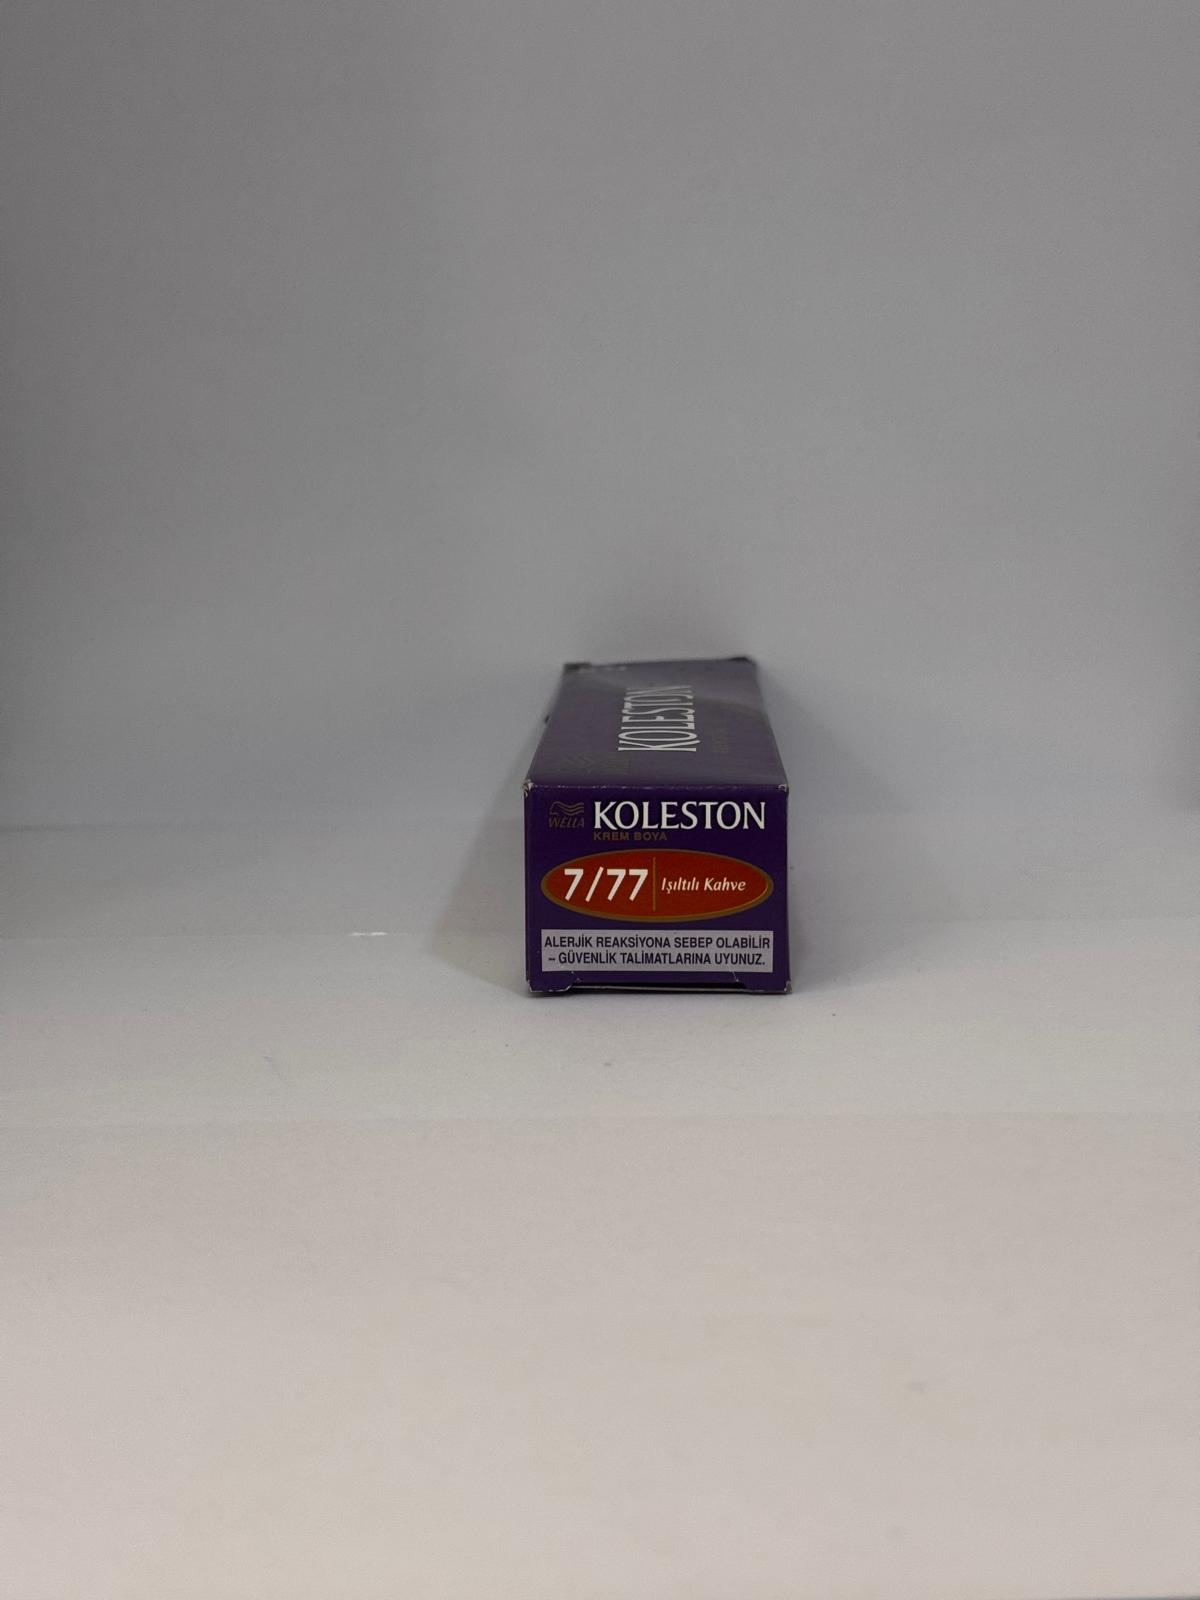 KOLESTON
WELLA
KOLESTON
KREM BOYA
7/77 Işıltılı Kahve
ALERJİK REAKSİYONA SEBEP OLABİLİR
– GÜVENLİK TALİMATLARINA UYUNUZ.